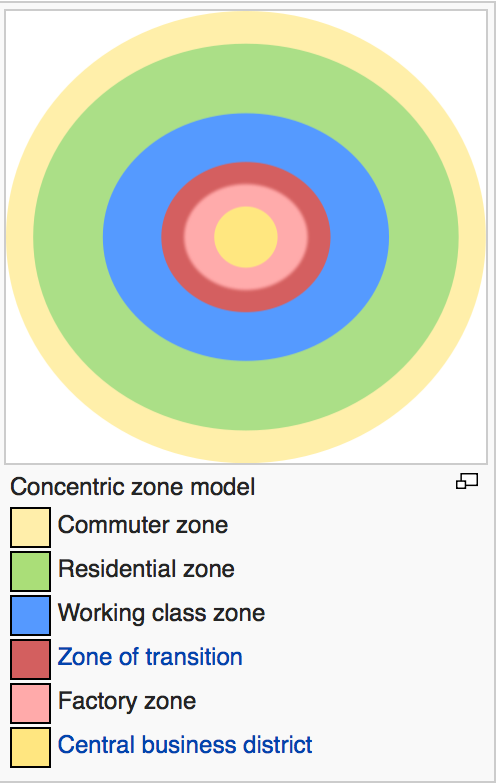 Concentric zone model
Commuter zone
Residential zone
Working class zone
Zone of transition
Factory zone
Central business district